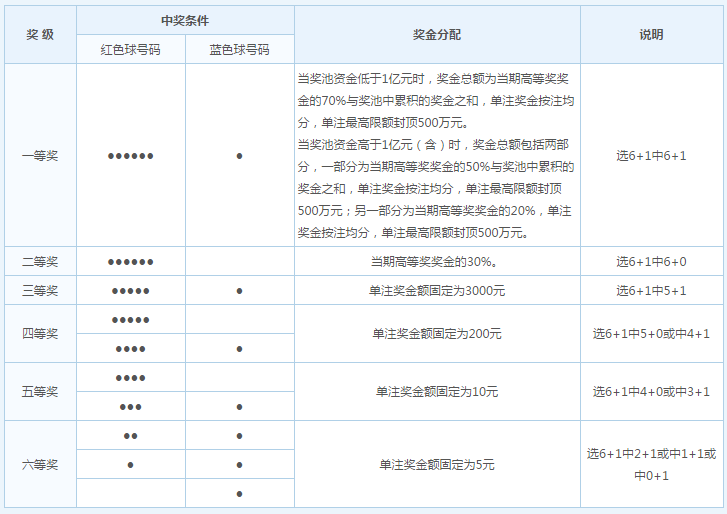 奖 级
中奖条件
奖金分配
说明
红色球号码
蓝色球号码
一等奖
●●●●●●
●
当奖池资金低于1亿元时，奖金总额为当期高等奖奖
金的70%与奖池中累积的奖金之和，单注奖金按注均
分，单注最高限额封顶500万元。
当奖池资金高于1亿元（含）时，奖金总额包括两部
分，一部分为当期高等奖奖金的50%与奖池中累积的
奖金之和，单注奖金按注均分，单注最高限额封顶
500万元；另一部分为当期高等奖奖金的20%，单注
奖金按注均分，单注最高限额封顶500万元。
选6+1中6+1
二等奖
●●●●●●
当期高等奖奖金的30%。
选6+1中6+0
三等奖
●●●●●
●
单注奖金额固定为3000元
选6+1中5+1
四等奖
●●●●●
●●●●
●
单注奖金额固定为200元
选6+1中5+0或中4+1
五等奖
●●●●
●●●
●
单注奖金额固定为10元
选6+1中4+0或中3+1
六等奖
●●
●
●
●
●
单注奖金额固定为5元
选6+1中2+1或中1+1或
中0+1